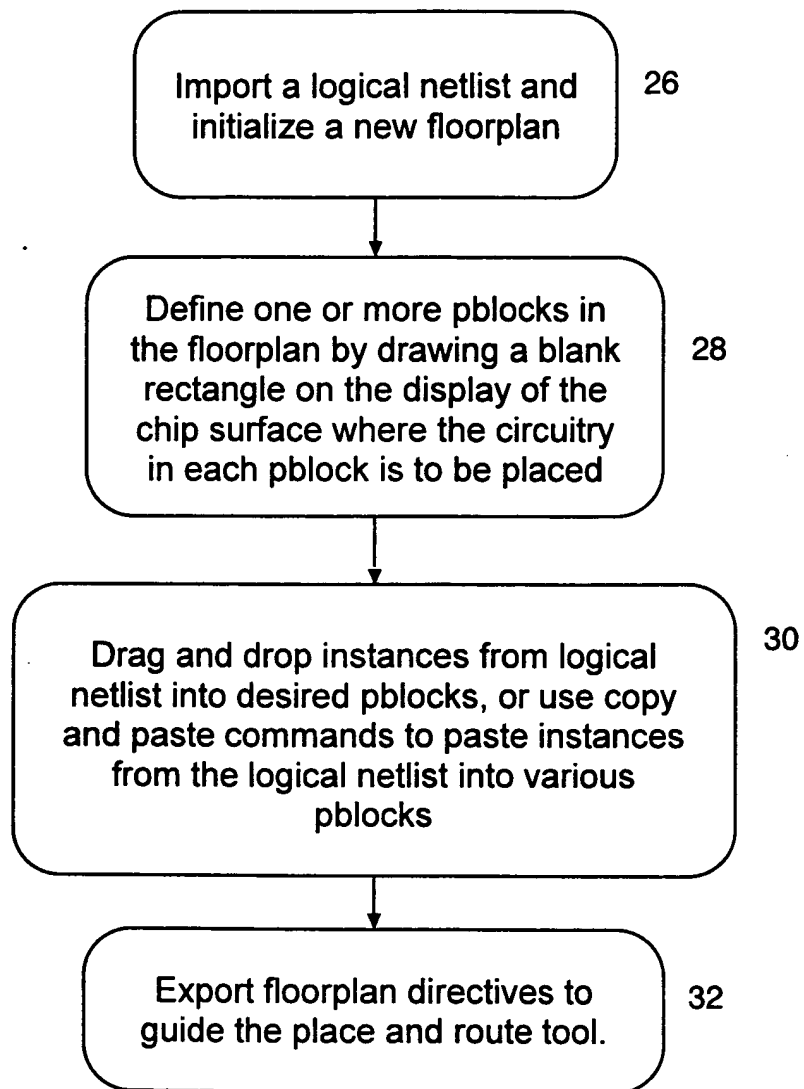 Import a logical netlist and
initialize a new floorplan
26
Define one or more pblocks in
the floorplan by drawing a blank
rectangle on the display of the
chip surface where the circuitry
in each pblock is to be placed
28
Drag and drop instances from logical
netlist into desired pblocks, or use copy
and paste commands to paste instances
from the logical netlist into various
pblocks
30
Export floorplan directives to
guide the place and route tool.
32